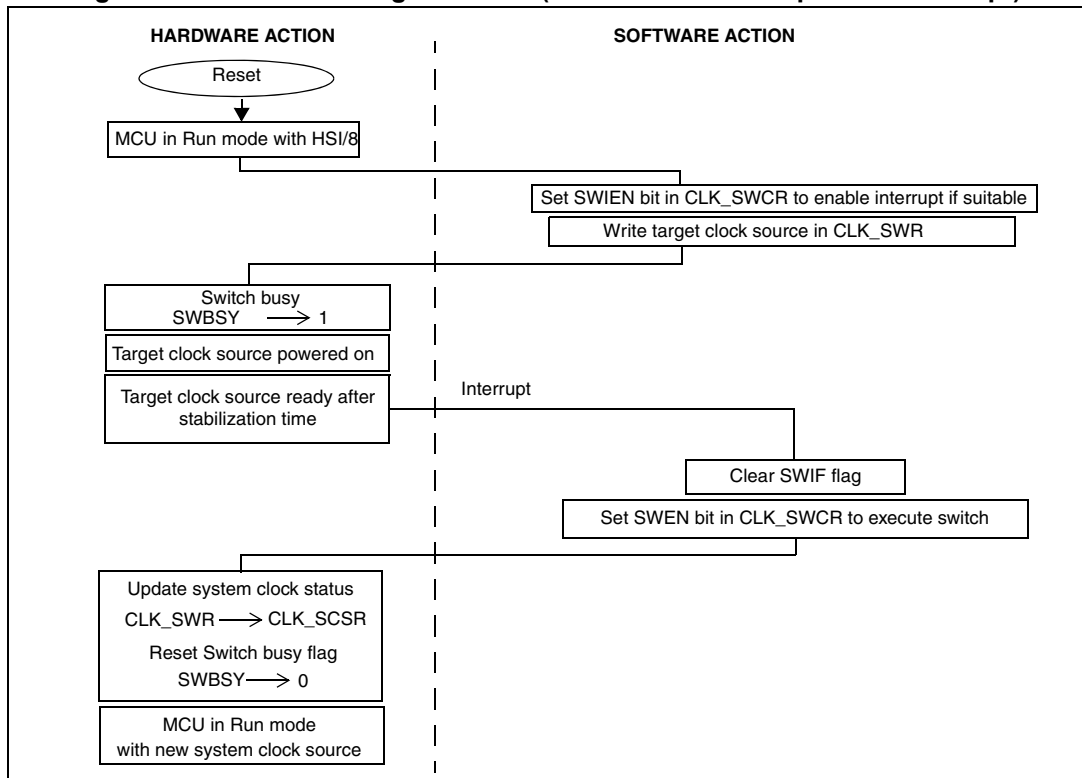 HARDWARE ACTION
SOFTWARE ACTION
Reset
MCU in Run mode with HSI/8
Set SWIEN bit in CLK_SWCR to enable interrupt if suitable
Write target clock source in CLK_SWR
Switch busy
SWBSY → 1
Target clock source powered on
Target clock source ready after
stabilization time
Interrupt
Clear SWIF flag
Set SWEN bit in CLK_SWCR to execute switch
Update system clock status
CLK_SWR → CLK_SCSR
Reset Switch busy flag
SWBSY → 0
MCU in Run mode
with new system clock source